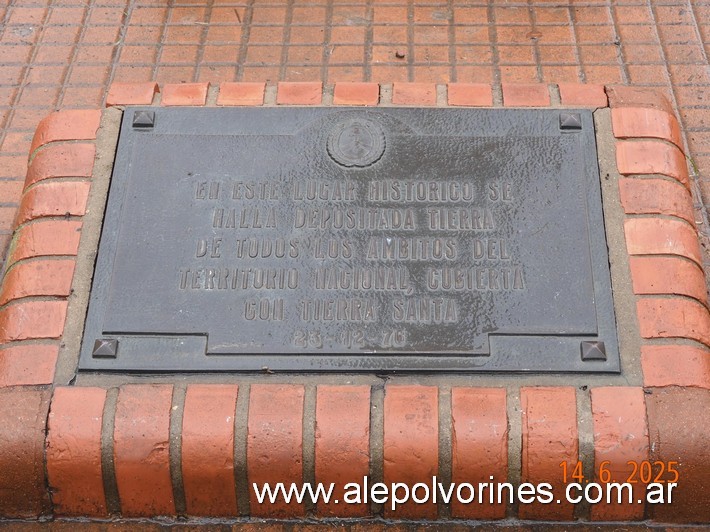 EN ESTE LUGAR HISTORICO SE
HALLA DEPOSITADA TIERRA
DE TODOS LOS AMBITOS DEL
TERRITORIO NACIONAL, CUBIERTA
CON TIERRA SANTA
12-70
14 6 2025
www.alepolvorines.com.ar